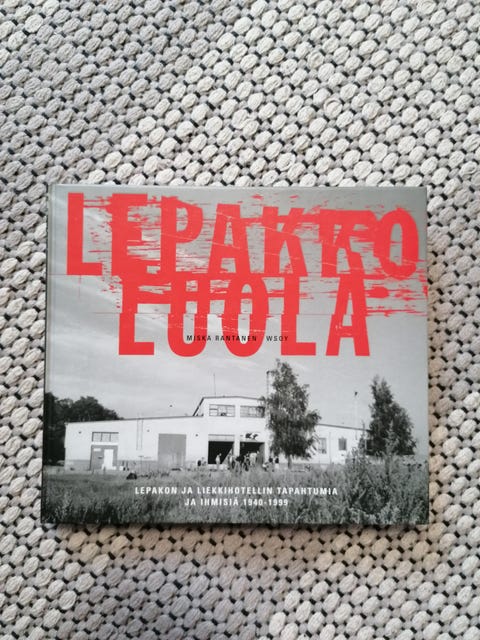 LEPAKKO
LUOLA
MISKA RANTANEN WSOY
LEPAKON JA LIEKKIHOTELLIN TAPAHTUMIA
JA IHMISIÄ 1940-1999